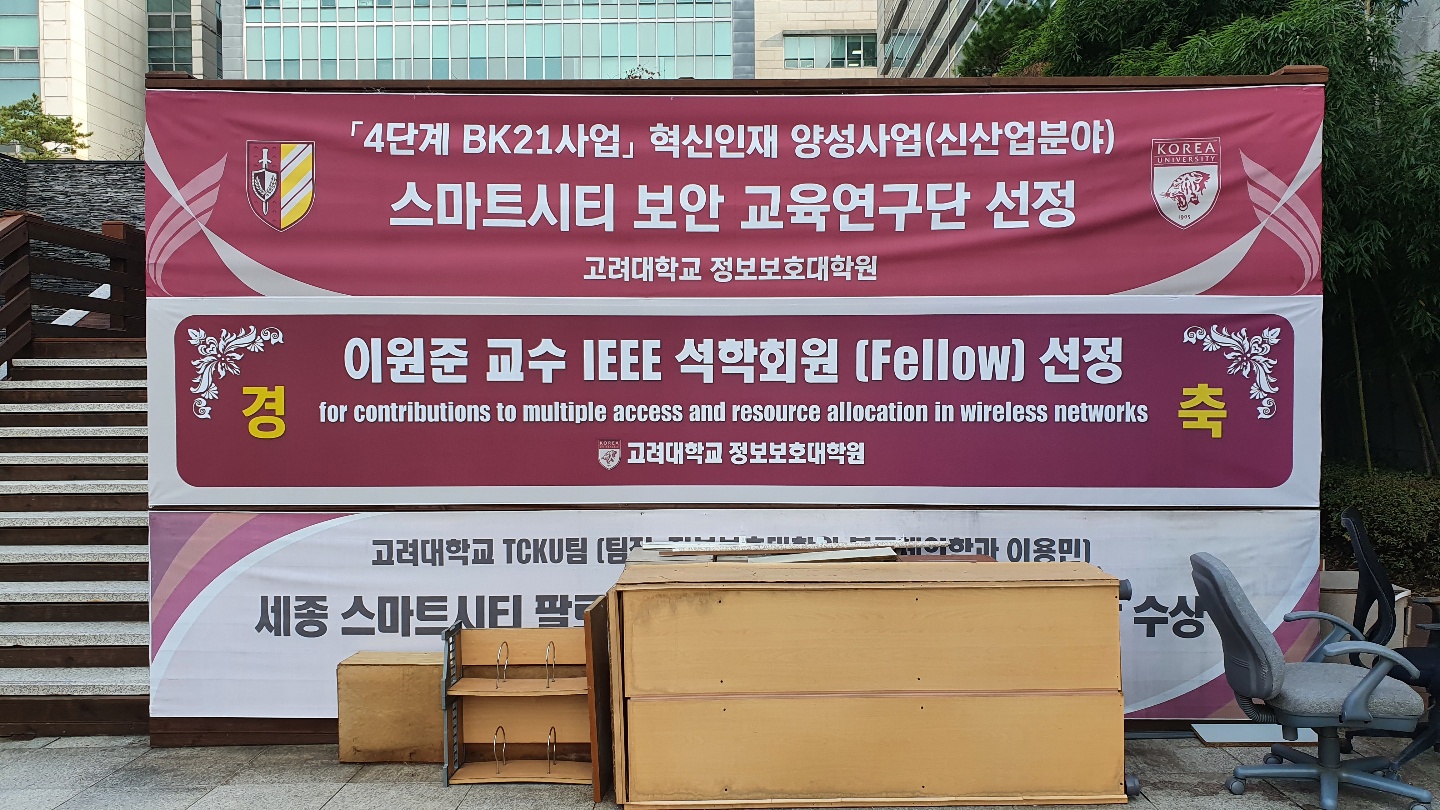 「4단계 BK21사업」 혁신인재 양성사업(신산업분야)
스마트시티 보안 교육연구단 선정
고려대학교 정보보호대학원
KOREA
UNIVERSITY
1905
이원준 교수 IEEE 석학회원 (Fellow) 선정
경 축
for contributions to multiple access and resource allocation in wireless networks
고려대학교 정보보호대학원
고려대학교 TCKU팀 이용민)
세종 스마트시티 수상